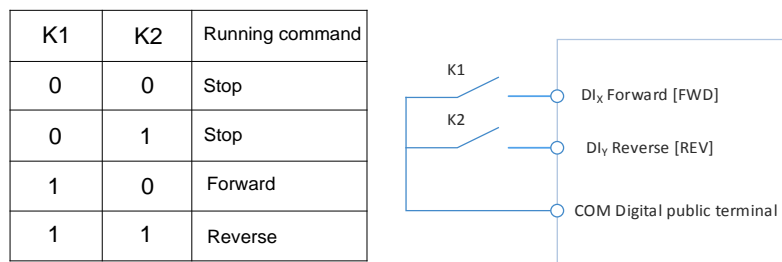 K1 K2 Running command
0 0 Stop
0 1 Stop
1 0 Forward
1 1 Reverse
K1
DIX Forward [FWD]
K2
DIY Reverse [REV]
COM Digital public terminal